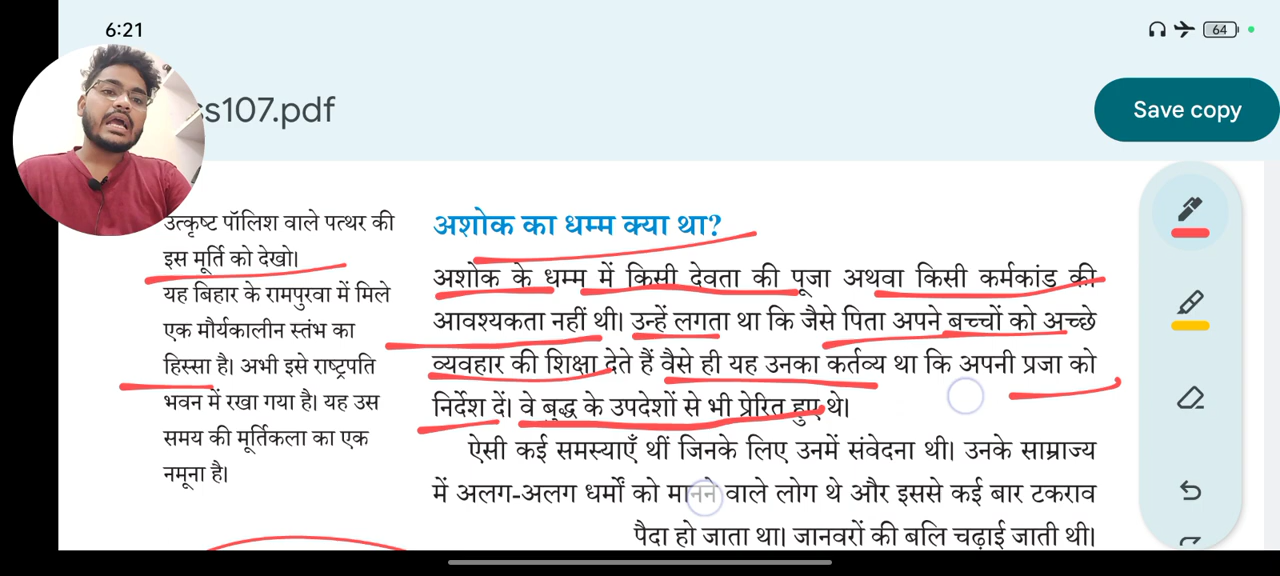 6:21
64
ss107.pdf
Save copy
उत्कृष्ट पॉलिश वाले पत्थर की
इस मूर्ति को देखो।
यह बिहार के रामपुरवा में मिले
एक मौर्यकालीन स्तंभ का
हिस्सा है। अभी इसे राष्ट्रपति
भवन में रखा गया है। यह उस
समय की मूर्तिकला का एक
नमूना है।
अशोक का धम्म क्या था?
अशोक के धम्म में किसी देवता की पूजा अथवा किसी कर्मकांड की
आवश्यकता नहीं थी। उन्हें लगता था कि जैसे पिता अपने बच्चों को अच्छे
व्यवहार की शिक्षा देते हैं वैसे ही यह उनका कर्तव्य था कि अपनी प्रजा को
निर्देश दें। वे बुद्ध के उपदेशों से भी प्रेरित हुए थे।
ऐसी कई समस्याएँ थीं जिनके लिए उनमें संवेदना थी। उनके साम्राज्य
में अलग-अलग धर्मों को मानने वाले लोग थे और इससे कई बार टकराव
पैदा हो जाता था। जानवरों की बलि चढ़ाई जाती थी।